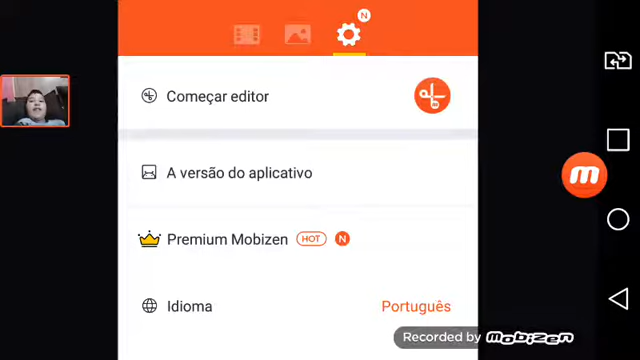 N
Começar editor
A versão do aplicativo
Premium Mobizen HOT N
Idioma Português
Recorded by mobizen